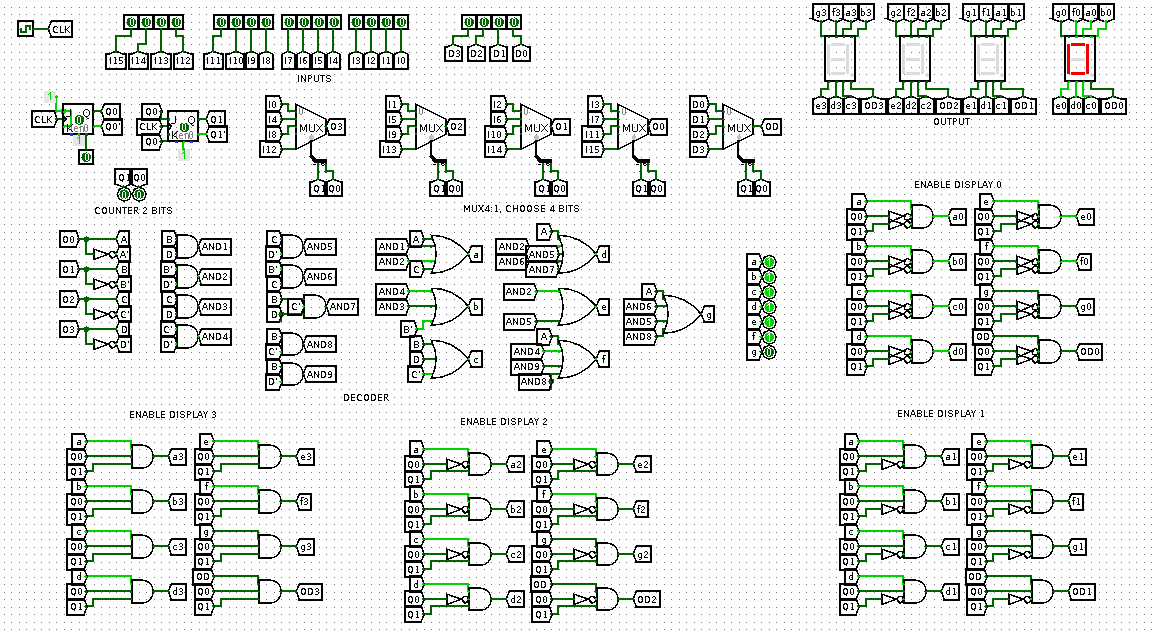 CLK
0 0 0 0
I15 I14 I13 I12
0 0 0 0
I11 I10 I9 I8
0 0 0 0
I7 I6 I5 I4
0 0 0 0
I3 I2 I1 I0
0 0 0 0
D3 D2 D1 D0
INPUTS
g3 f3 a3 b3
g2 f2 a2 b2
g1 f1 a1 b1
g0 f0 a0 b0
e3 d3 c3 OD3
e2 d2 c2 OD2
e1 d1 c1 OD1
e0 d0 c0 OD0
OUTPUT
1
CLK
Q
0
Q0
Q0'
1
0
Q0
CLK
Q0
J
Q
0
Q1
Q1'
1
Q1 Q0
0 0
COUNTER 2 BITS
I0
I4
I8
I12
MUX
O3
Q1 Q0
I1
I5
I9
I13
MUX
O2
Q1 Q0
I2
I6
I10
I14
MUX
O1
Q1 Q0
I3
I7
I11
I15
MUX
O0
Q1 Q0
D0
D1
D2
D3
MUX
OD
Q1 Q0
MUX4:1, CHOOSE 4 BITS
O0
A
A'
O1
B
B'
O2
C
C'
O3
D
D'
B
D
AND1
B'
D'
AND2
C
D
AND3
C'
D'
AND4
C
D'
AND5
B'
C
AND6
B
C'
D
AND7
B
C'
AND8
B
D'
AND9
A
AND1
AND2
C
a
AND4
AND3
B'
b
B
D
C'
c
A
AND2
AND5
AND6
AND7
d
AND2
AND5
e
A
AND4
AND9
AND8
f
A
AND6
AND5
AND8
g
DECODER
a 1
b 1
c 1
d 1
e 1
f 1
g 0
ENABLE DISPLAY 0
a
Q0
Q1
a0
e
Q0
Q1
e0
b
Q0
Q1
b0
f
Q0
Q1
f0
c
Q0
Q1
c0
g
Q0
Q1
g0
d
Q0
Q1
d0
OD
Q0
Q1
OD0
ENABLE DISPLAY 3
a
Q0
Q1
a3
e
Q0
Q1
e3
b
Q0
Q1
b3
f
Q0
Q1
f3
c
Q0
Q1
c3
g
Q0
Q1
g3
d
Q0
Q1
d3
OD
Q0
Q1
OD3
ENABLE DISPLAY 2
a
Q0
Q1
a2
e
Q0
Q1
e2
b
Q0
Q1
b2
f
Q0
Q1
f2
c
Q0
Q1
c2
g
Q0
Q1
g2
d
Q0
Q1
d2
OD
Q0
Q1
OD2
ENABLE DISPLAY 1
a
Q0
Q1
a1
e
Q0
Q1
e1
b
Q0
Q1
b1
f
Q0
Q1
f1
c
Q0
Q1
c1
g
Q0
Q1
g1
d
Q0
Q1
d1
OD
Q0
Q1
OD1